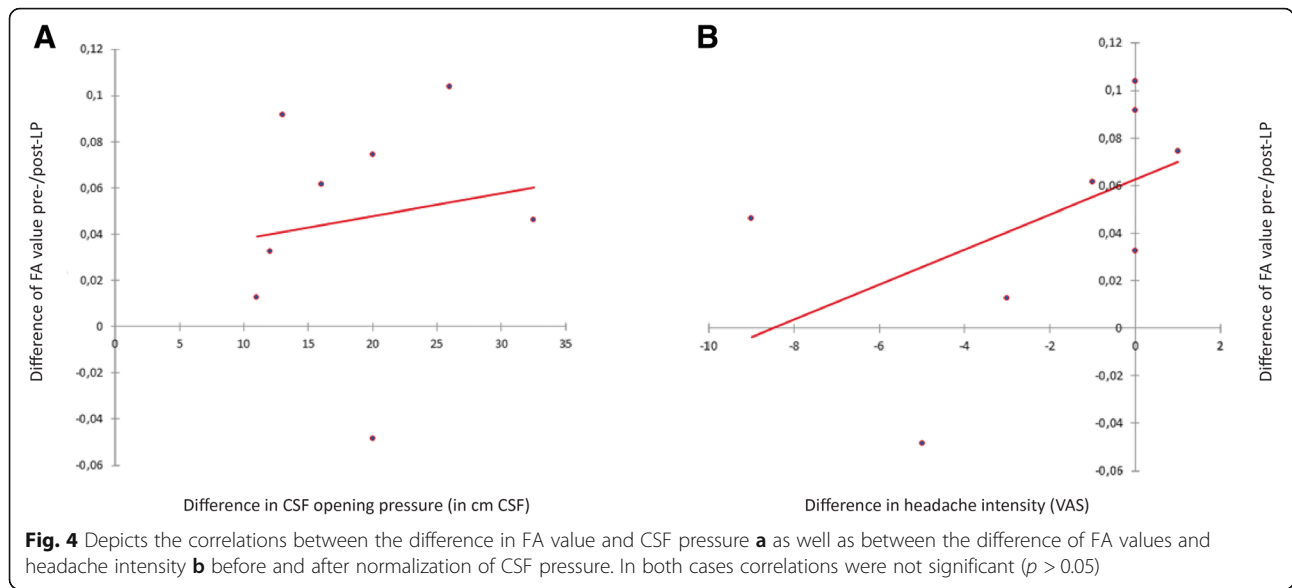 A
B
0,12
0,1
0,08
0,06
0,04
0,02
0
-0,02
-0,04
-0,06
0 5 10 15 20 25 30 35
Difference of FA value pre-/post-LP
Difference in CSF opening pressure (in cm CSF)
0,12
0,1
0,08
0,06
0,04
0,02
0
-0,02
-0,04
-0,06
-10 -8 -6 -4 -2 0 2
Difference of FA value pre-/post-LP
Difference in headache intensity (VAS)
Fig. 4 Depicts the correlations between the difference in FA value and CSF pressure a as well as between the difference of FA values and
headache intensity b before and after normalization of CSF pressure. In both cases correlations were not significant (p > 0.05)